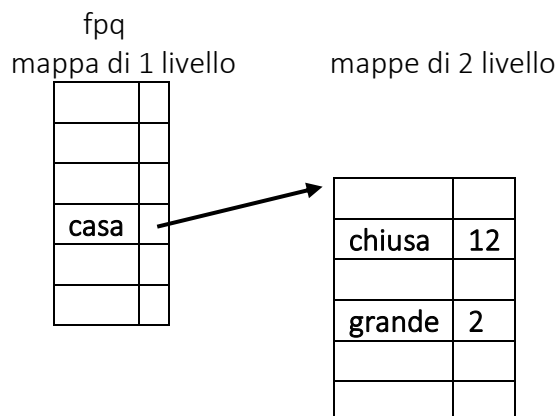 fpq
mappa di 1 livello
mappe di 2 livello
casa
chiusa 12
grande 2